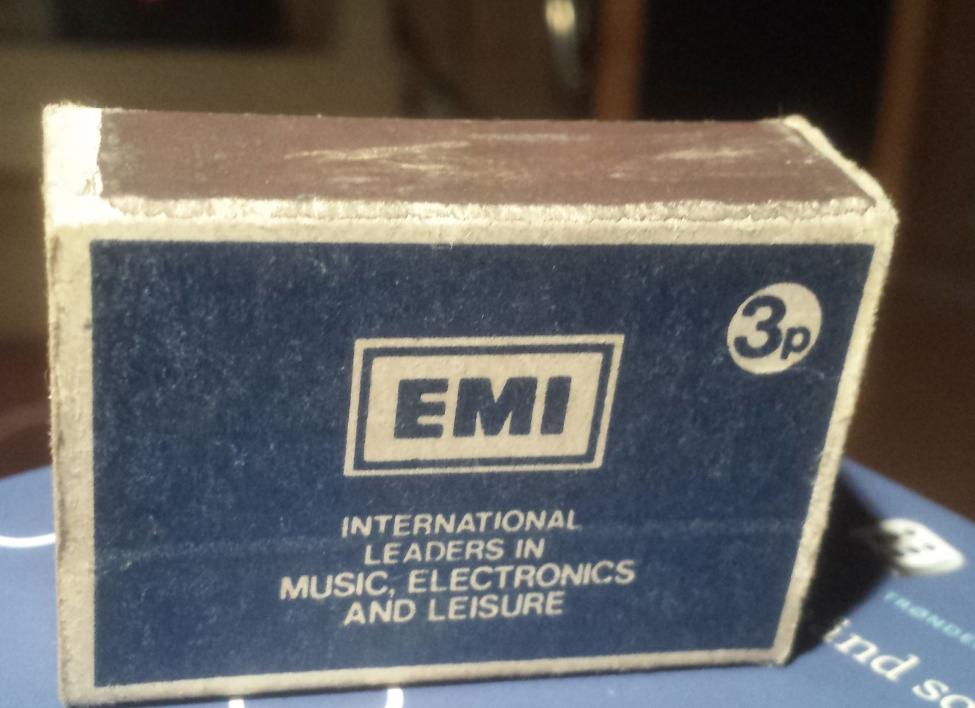 3p
EMI
INTERNATIONAL
LEADERS IN
MUSIC, ELECTRONICS
AND LEISURE